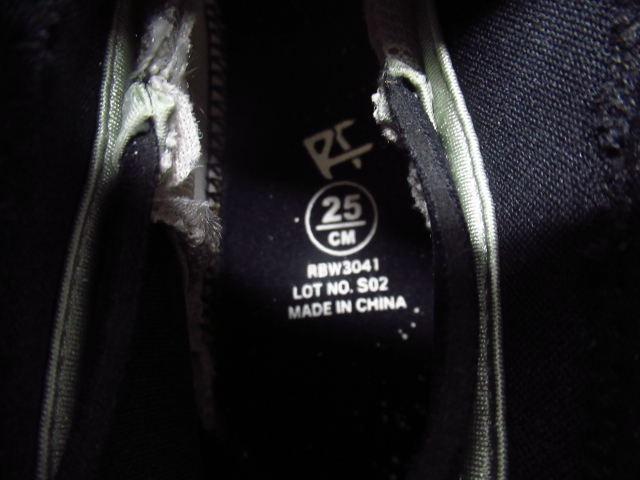 25
CM
RBW3041
LOT NO. S02
MADE IN CHINA